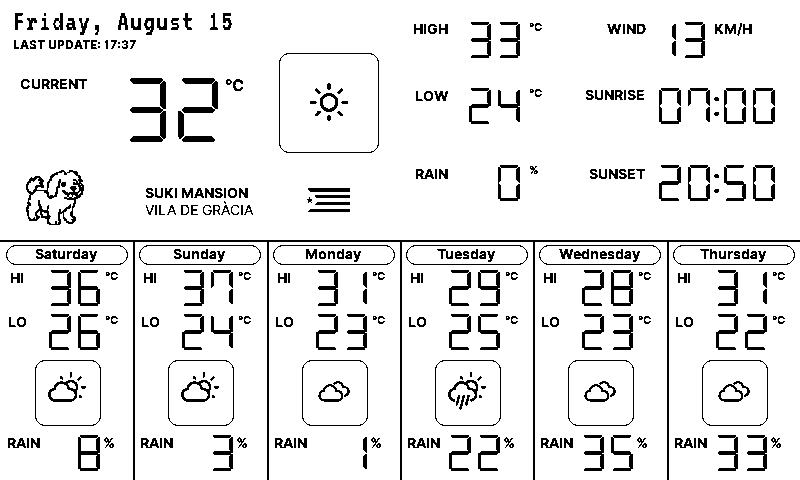 Friday, August 15
LAST UPDATE: 17:37
CURRENT 32 °C
HIGH 33 °C
WIND 13 KM/H
LOW 24 °C
SUNRISE 07:00
RAIN 0 %
SUNSET 20:50
SUKI MANSION
VILA DE GRÀCIA
Saturday
HI 36 °C
LO 26 °C
RAIN 8 %
Sunday
HI 37 °C
LO 24 °C
RAIN 3 %
Monday
HI 31 °C
LO 23 °C
RAIN 1 %
Tuesday
HI 29 °C
LO 25 °C
RAIN 22 %
Wednesday
HI 28 °C
LO 23 °C
RAIN 35 %
Thursday
HI 31 °C
LO 22 °C
RAIN 33 %